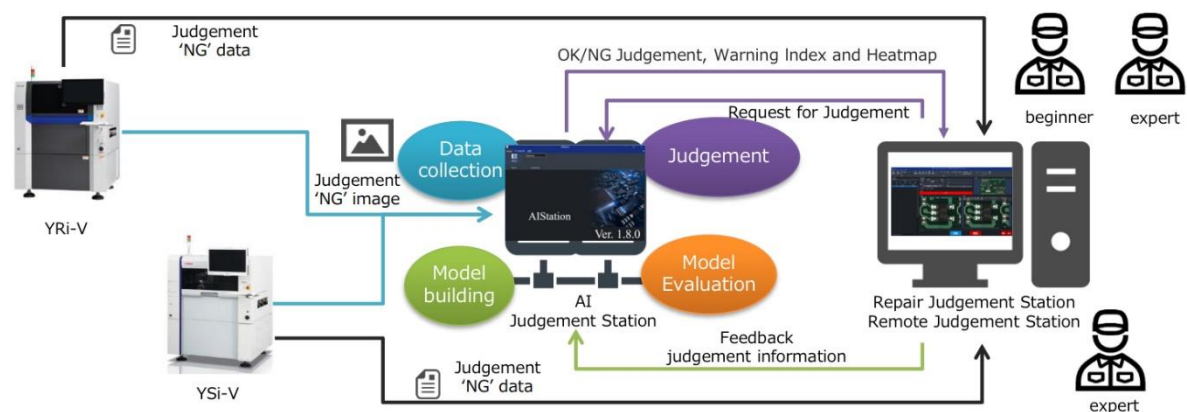 Judgement
‘NG’ data
OK/NG Judgement, Warning Index and Heatmap
Request for Judgement
beginner
expert
Data
collection
Judgement
Judgement
‘NG’ image
YRi-V
AIStation
Ver. 1.8.0
Model
building
Model
Evaluation
AI
Judgement Station
Repair Judgement Station
Remote Judgement Station
Feedback
judgement information
Judgement
‘NG’ data
YSi-V
expert